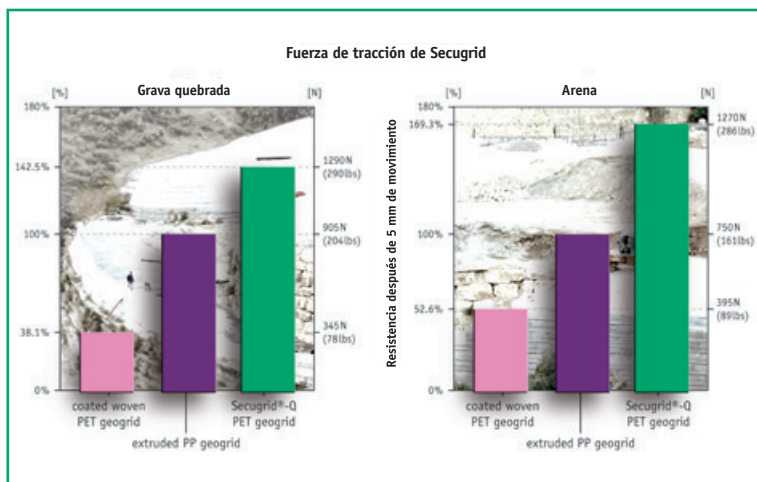 Fuerza de tracción de Secugrid
Grava quebrada
[%]
[N]
180%
142.5%
100%
38.1%
0%
1290N
(290lbs)
905N
(204lbs)
345N
(78lbs)
coated woven
PET geogrid
extruded PP geogrid
Secugrid®-Q
PET geogrid
Resistencia después de 5 mm de movimiento
Arena
[%]
[N]
180%
169.3%
100%
52.6%
0%
1270N
(286lbs)
750N
(161lbs)
395N
(89lbs)
coated woven
PET geogrid
extruded PP geogrid
Secugrid®-Q
PET geogrid